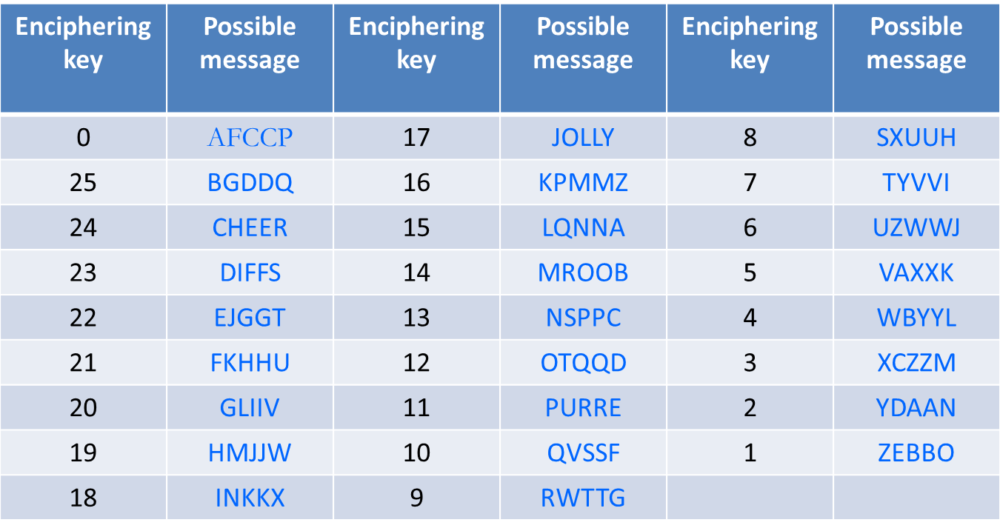 Enciphering key Possible message Enciphering key Possible message Enciphering key Possible message
0 AFCCP 17 JOLLY 8 SXUUH
25 BGDDQ 16 KPMMZ 7 TYVVI
24 CHEER 15 LQNNA 6 UZWWJ
23 DIFFS 14 MROOB 5 VAXXK
22 EJGGT 13 NSPPC 4 WBYYL
21 FKHHU 12 OTQQD 3 XCZZM
20 GLIIV 11 PURRE 2 YDAAN
19 HMJJW 10 QVSSF 1 ZEBBO
18 INKKX 9 RWTTG